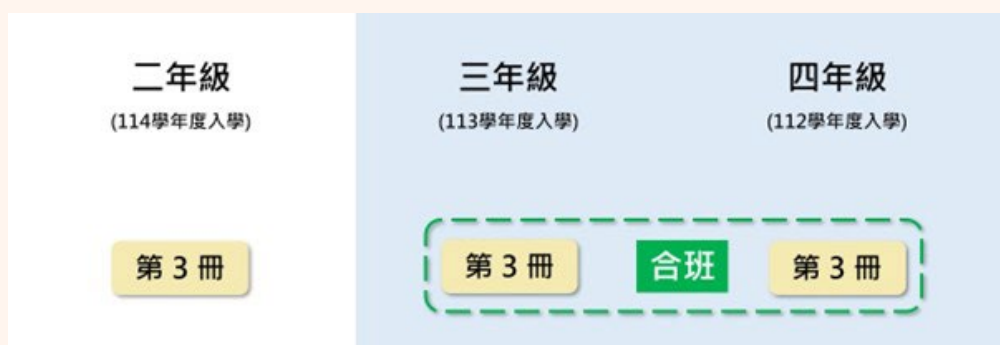 二年級
三年級
四年級
(114學年度入學)
(113學年度入學)
(112學年度入學)
第 3 冊
第 3 冊
合班
第 3 冊